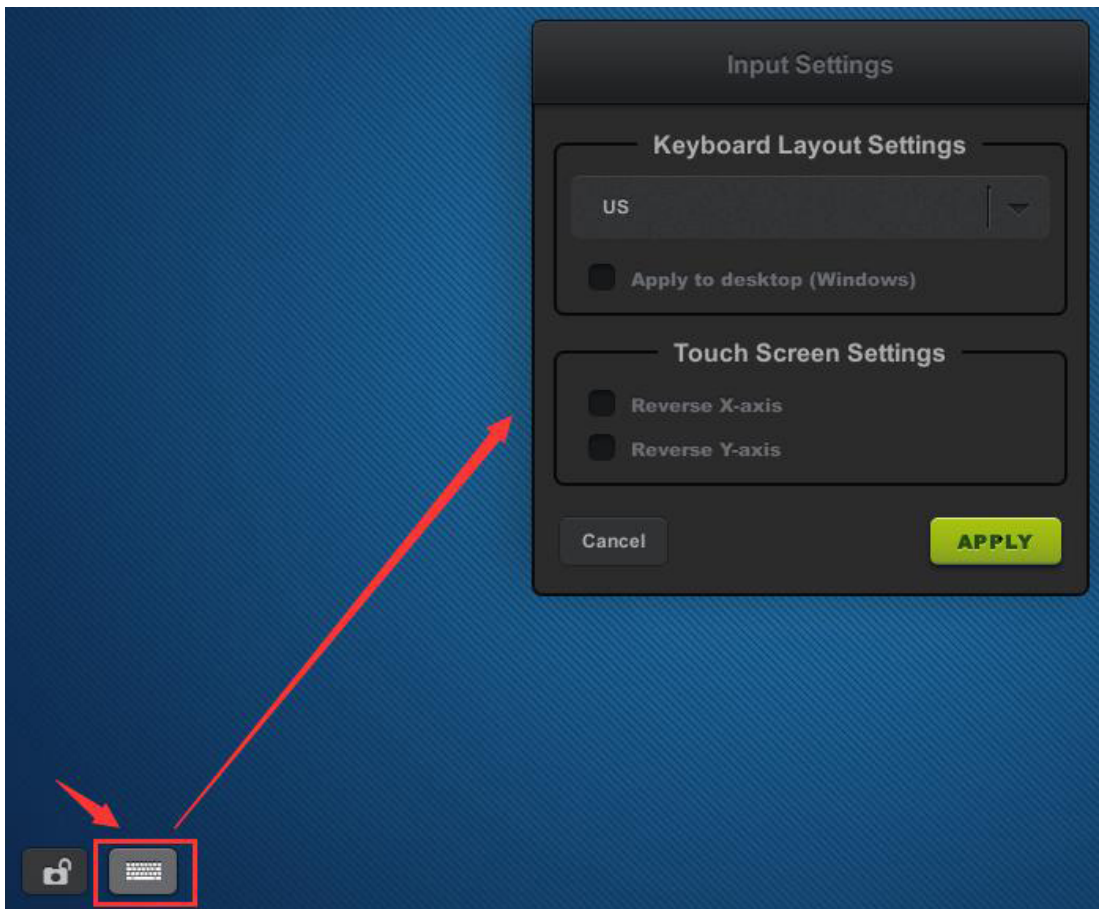 Input Settings
Keyboard Layout Settings
US
Apply to desktop (Windows)
Touch Screen Settings
Reverse X-axis
Reverse Y-axis
Cancel
APPLY